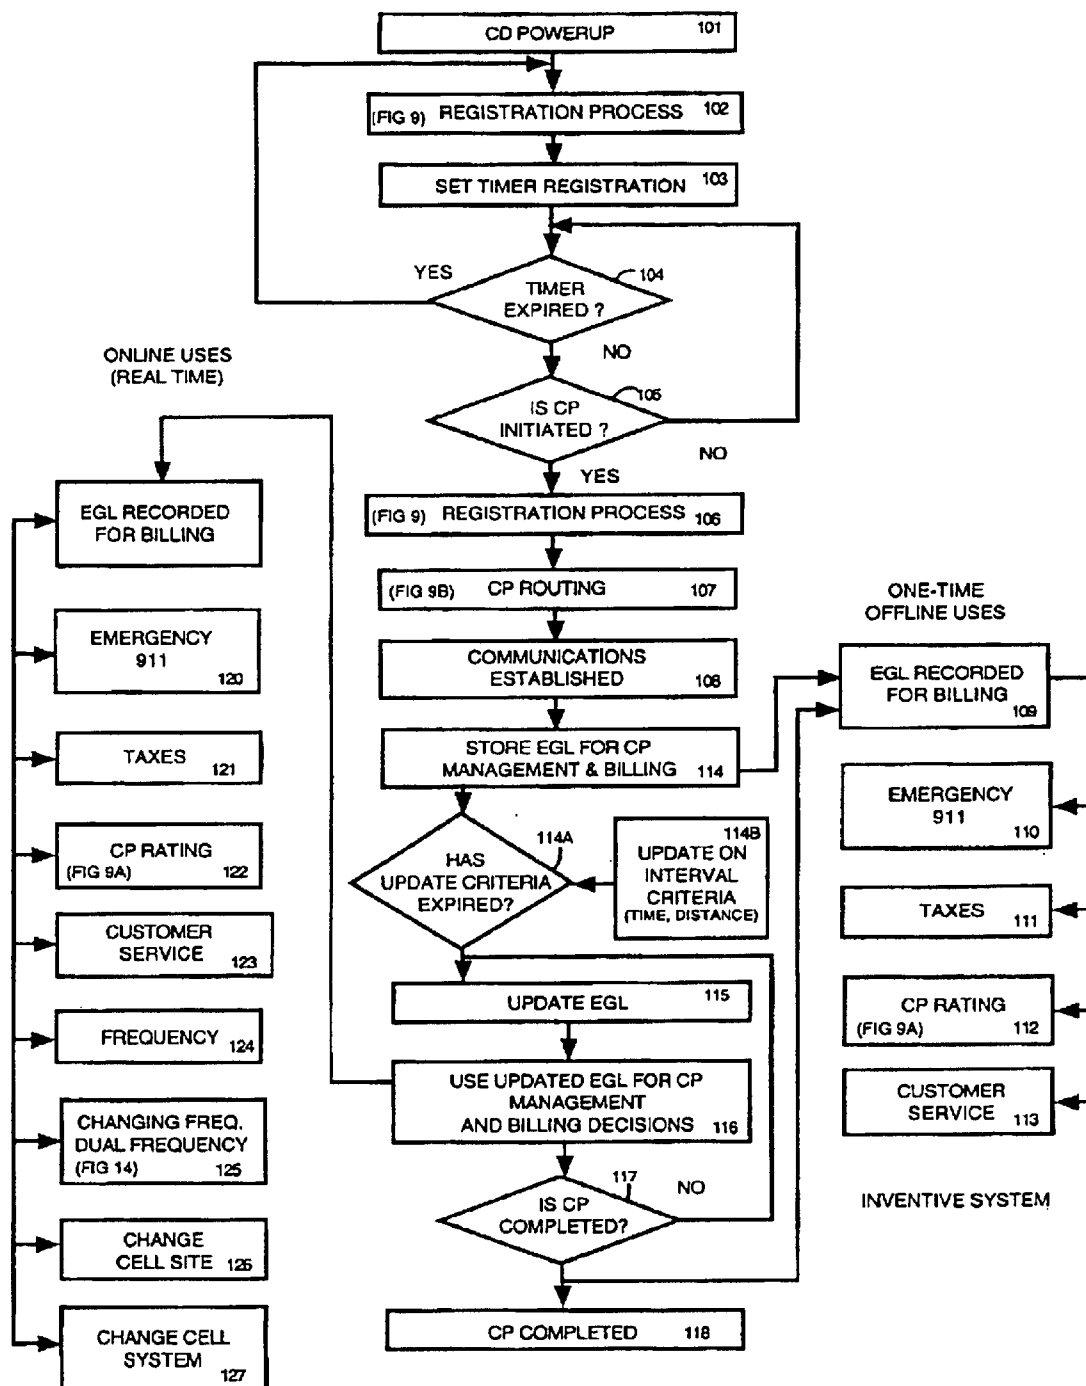 CD POWERUP 101
(FIG 9) REGISTRATION PROCESS 102
SET TIMER REGISTRATION 103
YES
104
TIMER
EXPIRED ?
NO
105
IS CP
INITIATED ?
NO
YES
(FIG 9) REGISTRATION PROCESS 106
(FIG 9B) CP ROUTING 107
COMMUNICATIONS
ESTABLISHED 108
STORE EGL FOR CP
MANAGEMENT & BILLING 114
114A
HAS
UPDATE CRITERIA
EXPIRED?
114B
UPDATE ON
INTERVAL
CRITERIA
(TIME, DISTANCE)
UPDATE EGL 115
USE UPDATED EGL FOR CP
MANAGEMENT
AND BILLING DECISIONS 116
117
IS CP
COMPLETED?
NO
CP COMPLETED 118
ONLINE USES
(REAL TIME)
EGL RECORDED
FOR BILLING
EMERGENCY
911
120
TAXES
121
CP RATING
(FIG 9A) 122
CUSTOMER
SERVICE
123
FREQUENCY
124
CHANGING FREQ.
DUAL FREQUENCY
(FIG 14) 125
CHANGE
CELL SITE 126
CHANGE CELL
SYSTEM
127
ONE-TIME
OFFLINE USES
EGL RECORDED
FOR BILLING
109
EMERGENCY
911
110
TAXES
111
CP RATING
(FIG 9A) 112
CUSTOMER
SERVICE
113
INVENTIVE SYSTEM